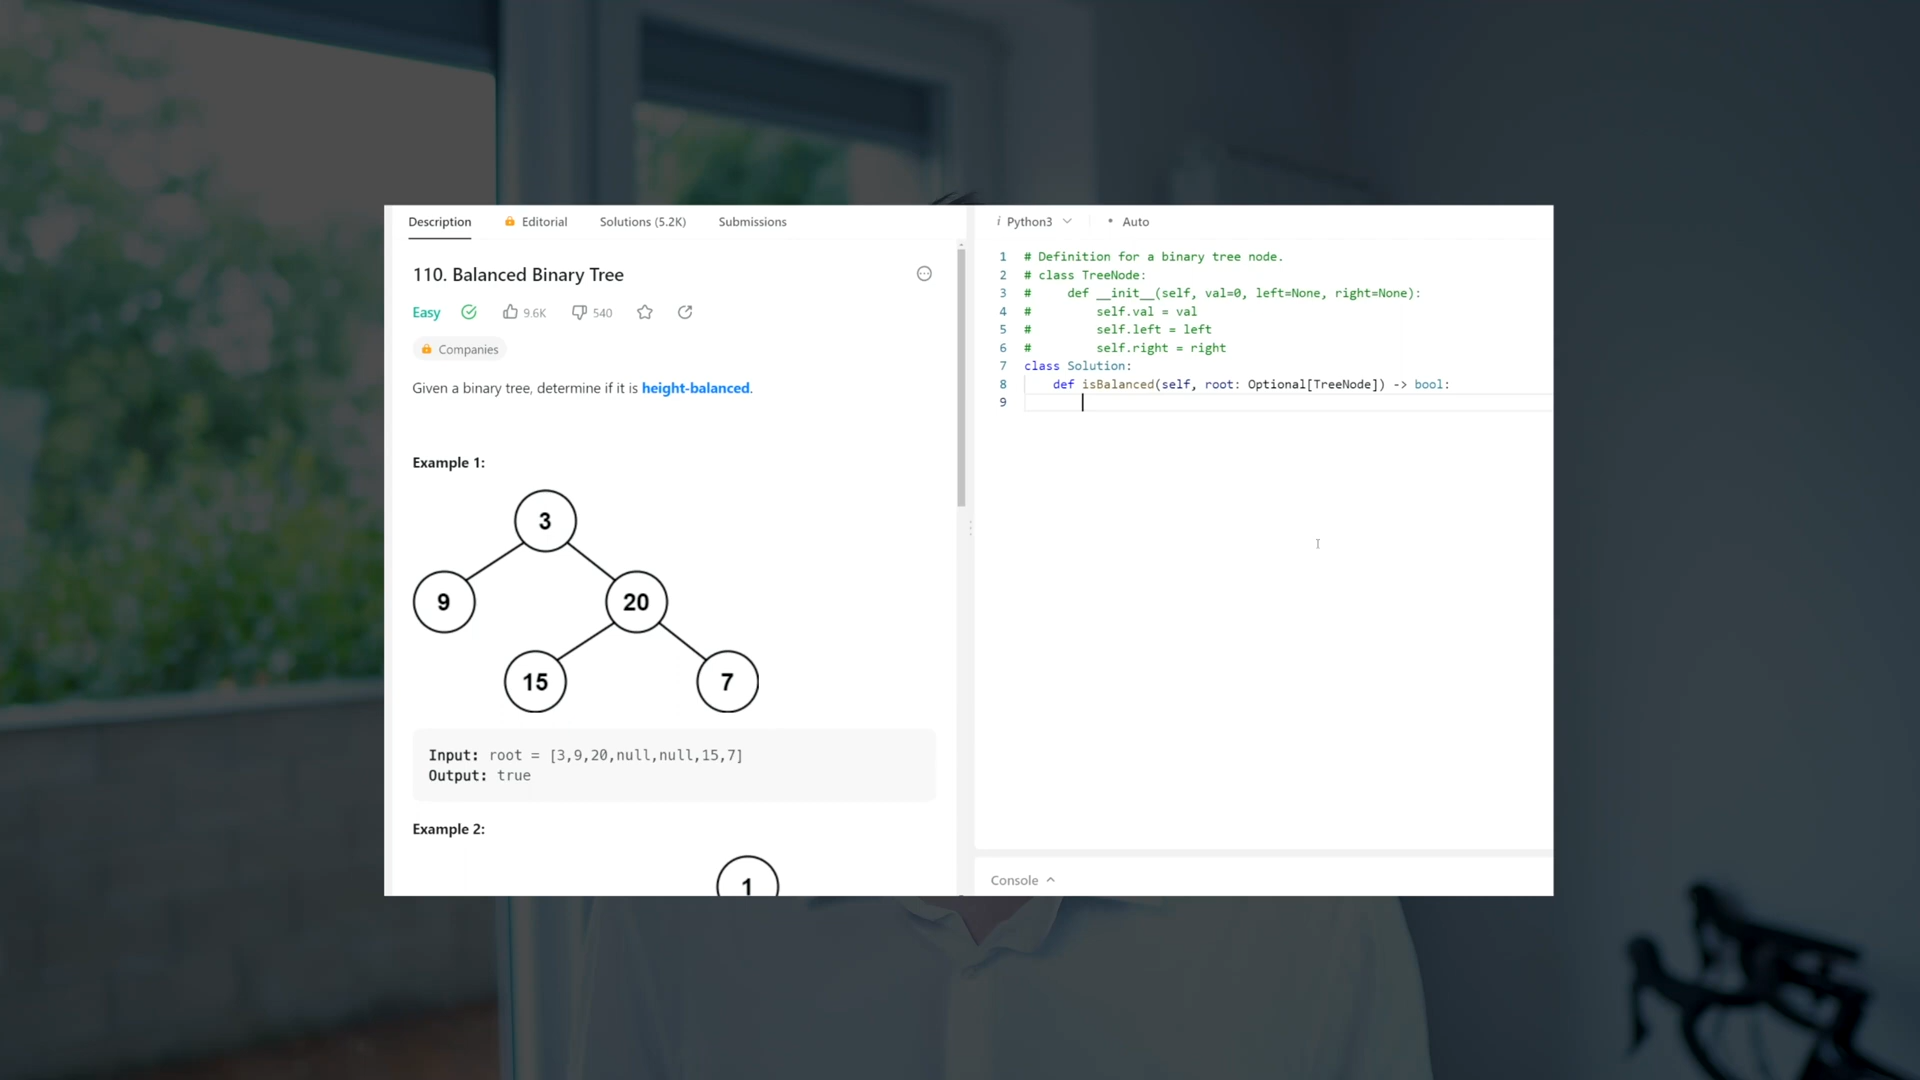 Description Editorial Solutions (5.2K) Submissions
110. Balanced Binary Tree
Easy 9.6K 540
Companies
Given a binary tree, determine if it is height-balanced.
Example 1:
3
9 20
15 7
Input: root = [3,9,20,null,null,15,7]
Output: true
Example 2:
1
i Python3 • Auto
1 # Definition for a binary tree node.
2 # class TreeNode:
3 #     def __init__(self, val=0, left=None, right=None):
4 #         self.val = val
5 #         self.left = left
6 #         self.right = right
7 class Solution:
8     def isBalanced(self, root: Optional[TreeNode]) -> bool:
9
Console